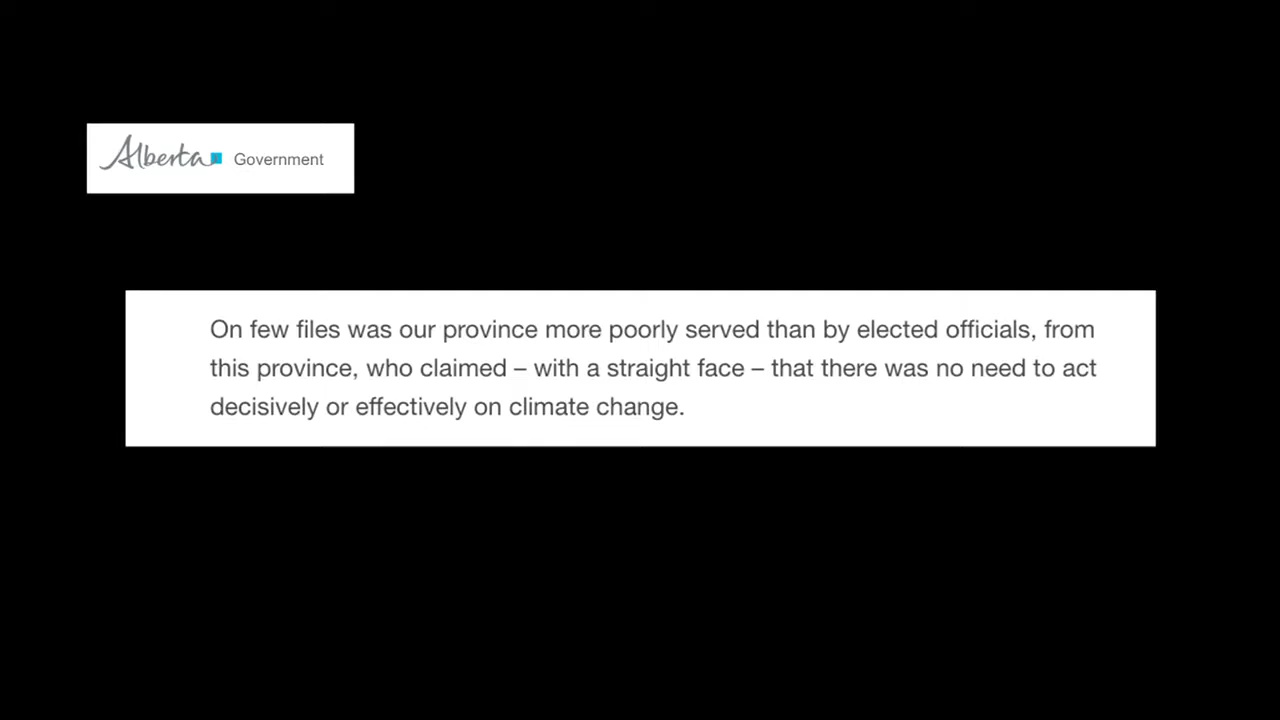 Alberta Government
On few files was our province more poorly served than by elected officials, from
this province, who claimed – with a straight face – that there was no need to act
decisively or effectively on climate change.